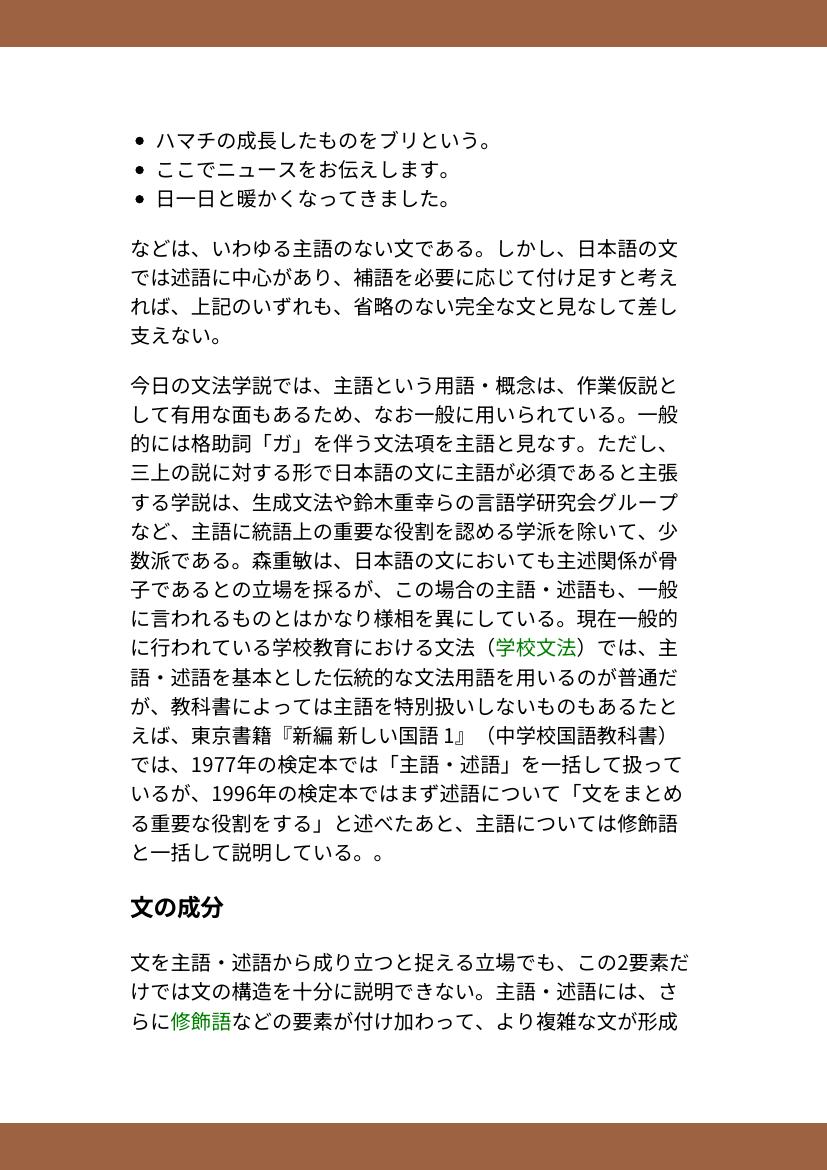 • ハマチの成長したものをブリという。
• ここでニュースをお伝えします。
• 日一日と暖かくなってきました。
などは、いわゆる主語のない文である。しかし、日本語の文
では述語に中心があり、補語を必要に応じて付け足すと考え
れば、上記のいずれも、省略のない完全な文と見なして差し
支えない。
今日の文法学説では、主語という用語・概念は、作業仮説と
して有用な面もあるため、なお一般に用いられている。一般
的には格助詞「ガ」を伴う文法項を主語と見なす。ただし、
三上の説に対する形で日本語の文に主語が必須であると主張
する学説は、生成文法や鈴木重幸らの言語学研究会グループ
など、主語に統語上の重要な役割を認める学派を除いて、少
数派である。森重敏は、日本語の文においても主述関係が骨
子であるとの立場を採るが、この場合の主語・述語も、一般
に言われるものとはかなり様相を異にしている。現在一般的
に行われている学校教育における文法（学校文法）では、主
語・述語を基本とした伝統的な文法用語を用いるのが普通だ
が、教科書によっては主語を特別扱いしないものもあるたと
えば、東京書籍『新編 新しい国語 1』（中学校国語教科書）
では、1977年の検定本では「主語・述語」を一括して扱って
いるが、1996年の検定本ではまず述語について「文をまとめ
る重要な役割をする」と述べたあと、主語については修飾語
と一括して説明している。。
文の成分
文を主語・述語から成り立つと捉える立場でも、この2要素だ
けでは文の構造を十分に説明できない。主語・述語には、さ
らに修飾語などの要素が付け加わって、より複雑な文が形成